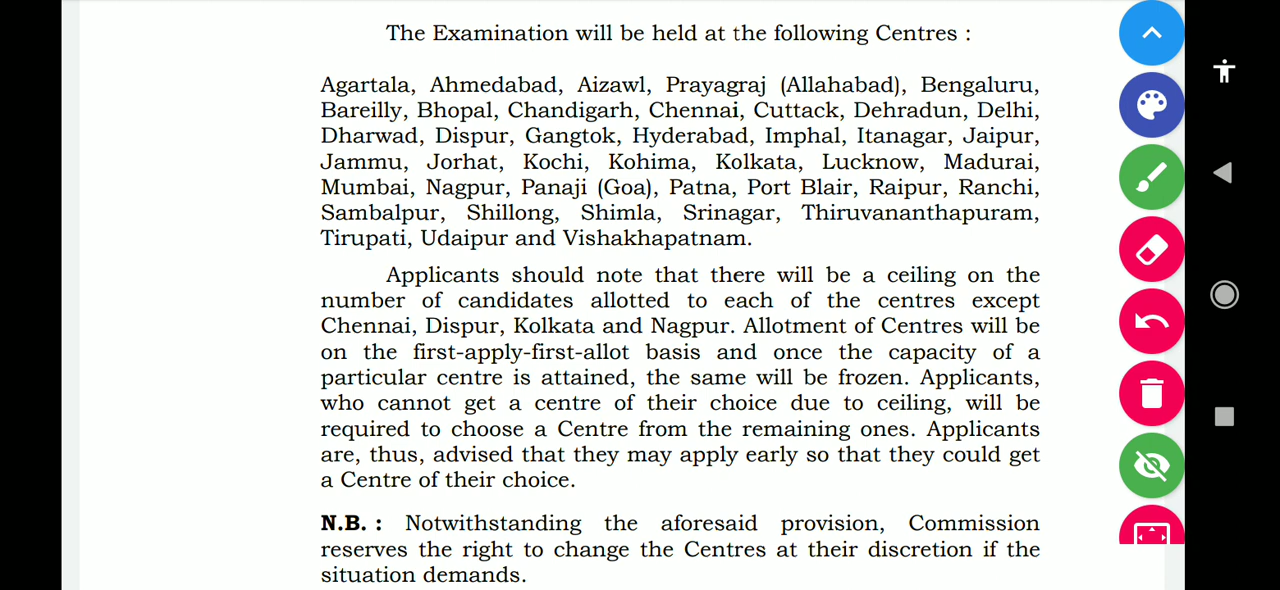 The Examination will be held at the following Centres :
Agartala, Ahmedabad, Aizawl, Prayagraj (Allahabad), Bengaluru,
Bareilly, Bhopal, Chandigarh, Chennai, Cuttack, Dehradun, Delhi,
Dharwad, Dispur, Gangtok, Hyderabad, Imphal, Itanagar, Jaipur,
Jammu, Jorhat, Kochi, Kohima, Kolkata, Lucknow, Madurai,
Mumbai, Nagpur, Panaji (Goa), Patna, Port Blair, Raipur, Ranchi,
Sambalpur, Shillong, Shimla, Srinagar, Thiruvananthapuram,
Tirupati, Udaipur and Vishakhapatnam.
Applicants should note that there will be a ceiling on the
number of candidates allotted to each of the centres except
Chennai, Dispur, Kolkata and Nagpur. Allotment of Centres will be
on the first-apply-first-allot basis and once the capacity of a
particular centre is attained, the same will be frozen. Applicants,
who cannot get a centre of their choice due to ceiling, will be
required to choose a Centre from the remaining ones. Applicants
are, thus, advised that they may apply early so that they could get
a Centre of their choice.
N.B. : Notwithstanding the aforesaid provision, Commission
reserves the right to change the Centres at their discretion if the
situation demands.